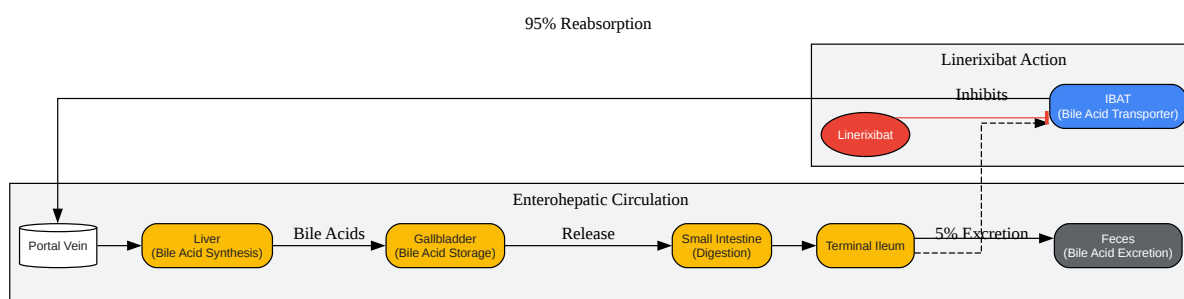 95% Reabsorption
Linerixibat Action
Inhibits
IBAT
(Bile Acid Transporter)
Linerixibat
Enterohepatic Circulation
Portal Vein
Liver
(Bile Acid Synthesis)
Bile Acids
Gallbladder
(Bile Acid Storage)
Release
Small Intestine
(Digestion)
Terminal Ileum
5% Excretion
Feces
(Bile Acid Excretion)